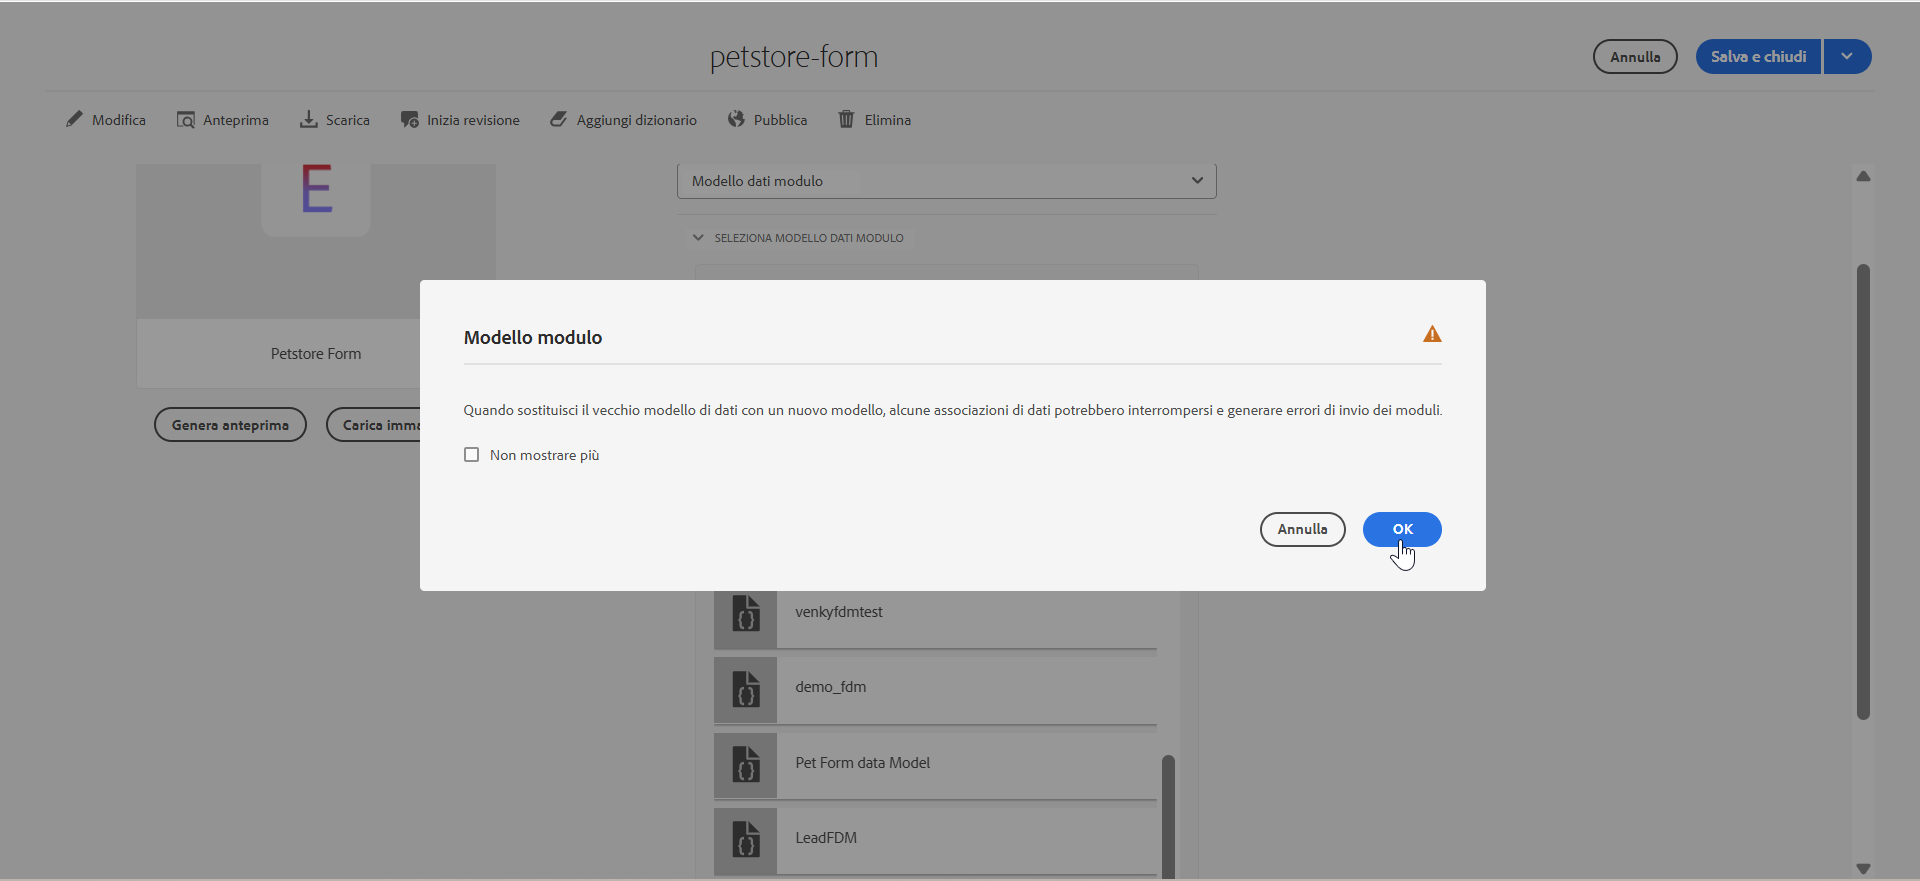 petstore-form
Annulla
Salva e chiudi
Modifica
Anteprima
Scarica
Inizia revisione
Aggiungi dizionario
Pubblica
Elimina
E
Petstore Form
Genera anteprima
Carica imma
Modello dati modulo
SELEZIONA MODELLO DATI MODULO
Modello modulo
Quando sostituisci il vecchio modello di dati con un nuovo modello, alcune associazioni di dati potrebbero interrompersi e generare errori di invio dei moduli.
Non mostrare più
Annulla
OK
venkyfdmtest
demo_fdm
Pet Form data Model
LeadFDM